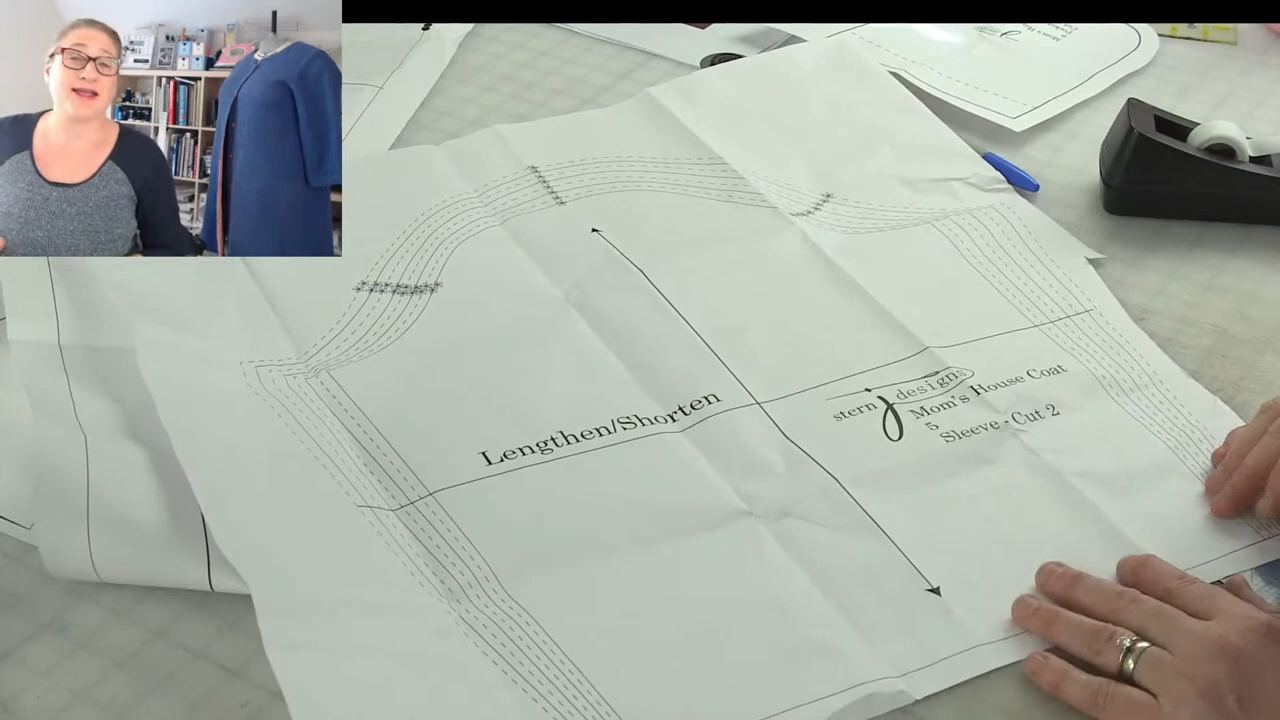 Lengthen/Shorten
stern designs
Mom's House Coat
5
Sleeve - Cut 2